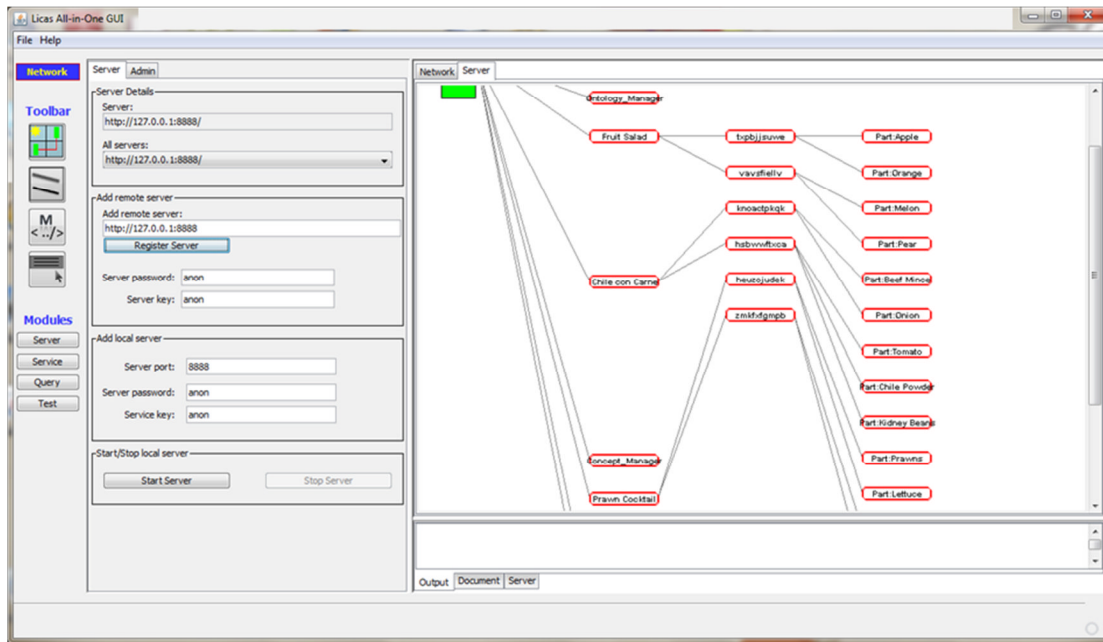 Licas All-in-One GUI
File Help
Network
Toolbar
M
<../>
Modules
Server
Service
Query
Test
Server Admin
Server Details
Server:
http://127.0.0.1:8888/
All servers:
http://127.0.0.1:8888/
Add remote server
Add remote server:
http://127.0.0.1:8888
Register Server
Server password: anon
Server key: anon
Add local server
Server port: 8888
Server password: anon
Service key: anon
Start/Stop local server
Start Server Stop Server
Network Server
Ontology_Manager
Fruit Salad txpbjjsuwe Part:Apple
vavsfiellv Part:Orange
knoactpkqk Part:Melon
hsbwwftxca Part:Pear
Chile con Carne heuzojudek Part:Beef Mince
zmkfxfgmpb Part:Onion
Part:Tomato
Part:Chile Powder
Part:Kidney Beans
Concept_Manager Part:Prawns
Prawn Cocktail Part:Lettuce
Output Document Server